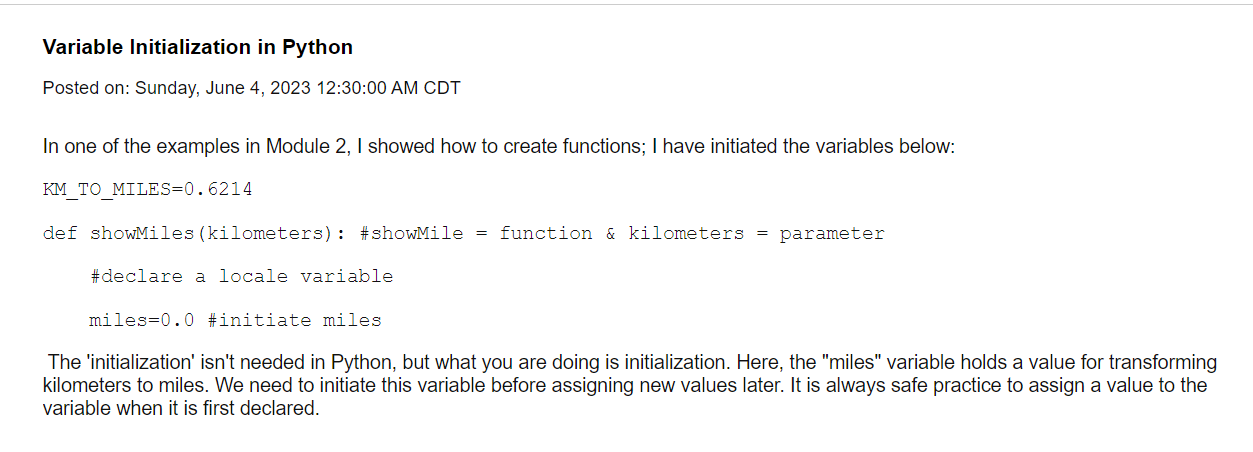 Variable Initialization in Python
Posted on: Sunday, June 4, 2023 12:30:00 AM CDT
In one of the examples in Module 2, I showed how to create functions; I have initiated the variables below:
KM_TO_MILES=0.6214
def showMiles(kilometers): #showMile = function & kilometers = parameter
    #declare a locale variable
    miles=0.0 #initiate miles
The 'initialization' isn't needed in Python, but what you are doing is initialization. Here, the "miles" variable holds a value for transforming
kilometers to miles. We need to initiate this variable before assigning new values later. It is always safe practice to assign a value to the
variable when it is first declared.